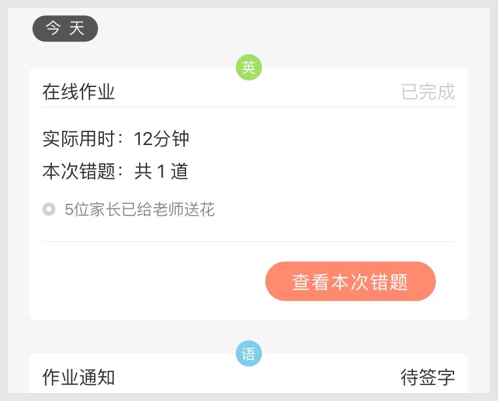 今 天
英
在线作业 已完成
实际用时：12分钟
本次错题：共 1 道
5位家长已给老师送花
查看本次错题
语
作业通知 待签字